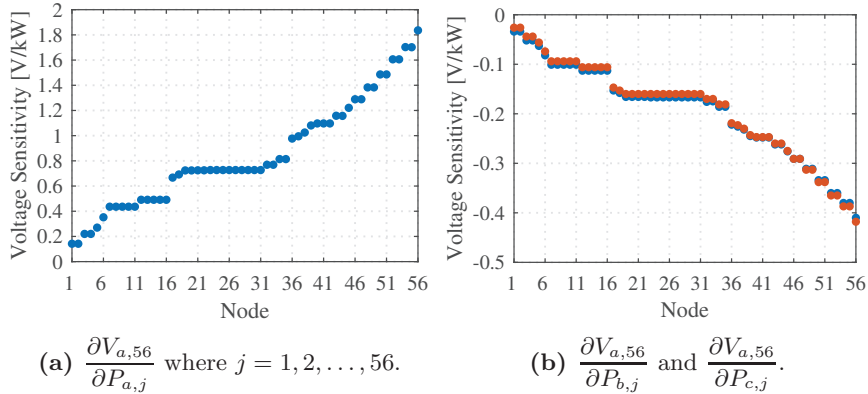 Voltage Sensitivity [V/kW]
2
1.8
1.6
1.4
1.2
1
0.8
0.6
0.4
0.2
0
1 6 11 16 21 26 31 36 41 46 51 56
Node
(a) ∂V_{a,56}/∂P_{a,j} where j = 1, 2, . . . , 56.
Voltage Sensitivity [V/kW]
0
-0.1
-0.2
-0.3
-0.4
-0.5
1 6 11 16 21 26 31 36 41 46 51 56
Node
(b) ∂V_{a,56}/∂P_{b,j} and ∂V_{a,56}/∂P_{c,j}.